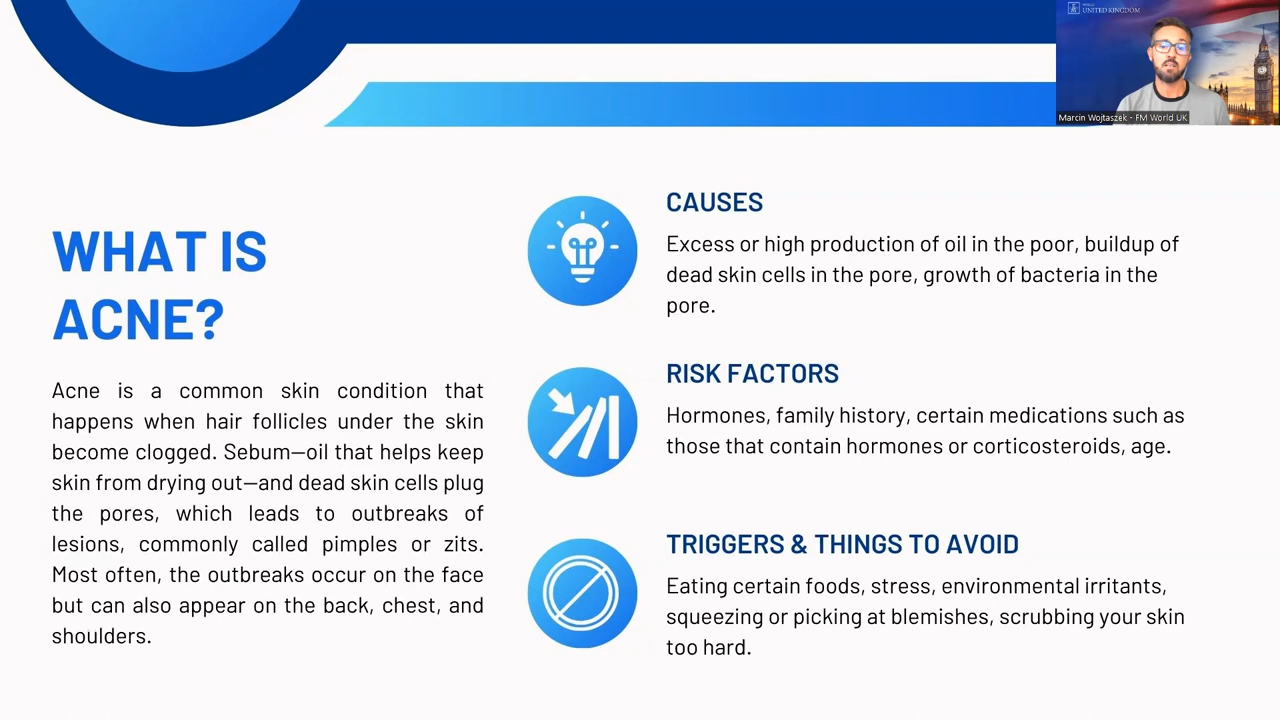 UNITED KINGDOM
Marcin Wojtaszek - FM World UK
WHAT IS
ACNE?
Acne is a common skin condition that
happens when hair follicles under the skin
become clogged. Sebum—oil that helps keep
skin from drying out—and dead skin cells plug
the pores, which leads to outbreaks of
lesions, commonly called pimples or zits.
Most often, the outbreaks occur on the face
but can also appear on the back, chest, and
shoulders.
CAUSES
Excess or high production of oil in the poor, buildup of
dead skin cells in the pore, growth of bacteria in the
pore.
RISK FACTORS
Hormones, family history, certain medications such as
those that contain hormones or corticosteroids, age.
TRIGGERS & THINGS TO AVOID
Eating certain foods, stress, environmental irritants,
squeezing or picking at blemishes, scrubbing your skin
too hard.